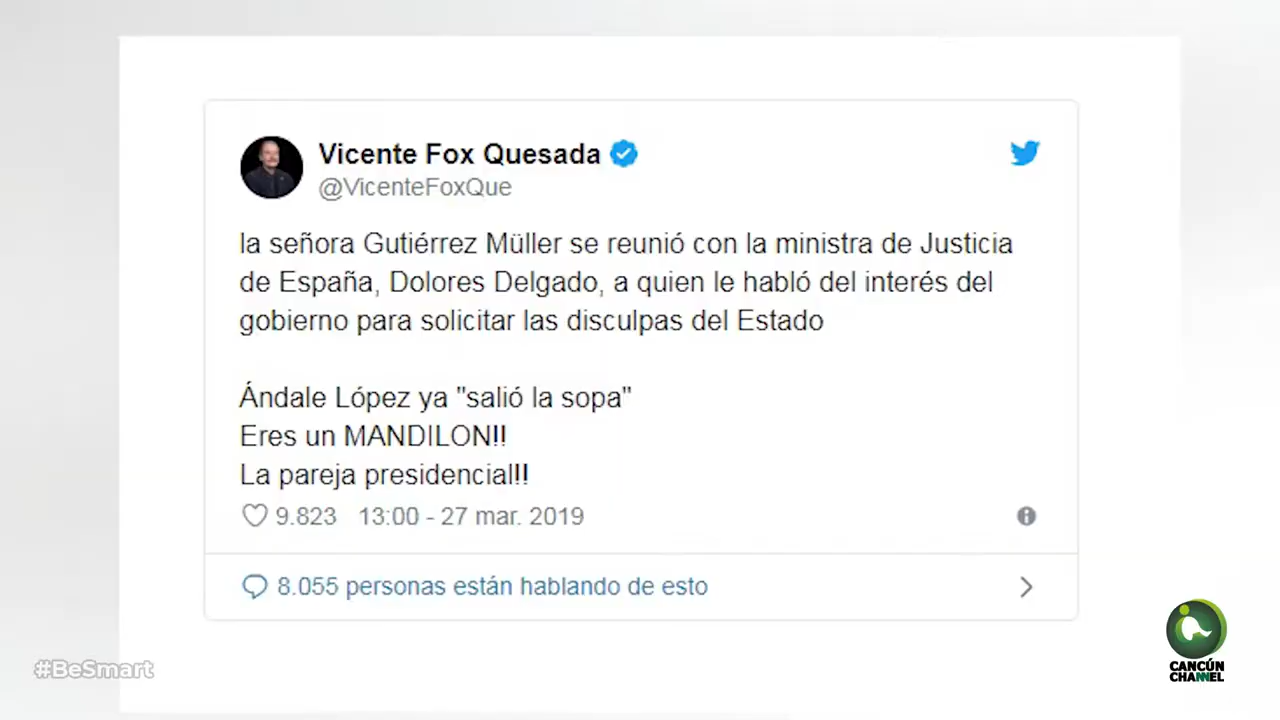 Vicente Fox Quesada
@VicenteFoxQue
la señora Gutiérrez Müller se reunió con la ministra de Justicia
de España, Dolores Delgado, a quien le habló del interés del
gobierno para solicitar las disculpas del Estado
Ándale López ya "salió la sopa"
Eres un MANDILON!!
La pareja presidencial!!
9.823 13:00 - 27 mar. 2019
8.055 personas están hablando de esto
#BeSmart
CANCÚN
CHANNEL